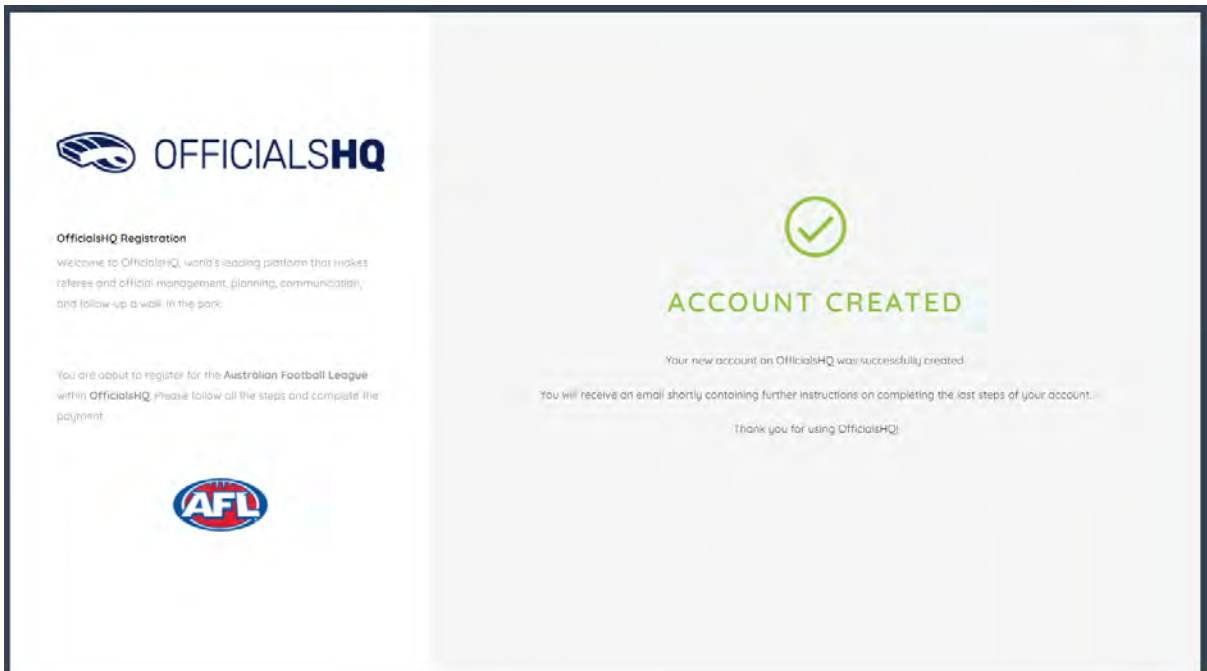 OFFICIALSHQ
OfficialsHQ Registration
Welcome to OfficialsHQ, world's leading platform that makes
referee and official management, planning, communication,
and follow-up a walk in the park.
You are about to register for the Australian Football League
within OfficialsHQ. Please follow all the steps and complete the
payment.
AFL
ACCOUNT CREATED
Your new account on OfficialsHQ was successfully created.
You will receive an email shortly containing further instructions on completing the last steps of your account.
Thank you for using OfficialsHQ!